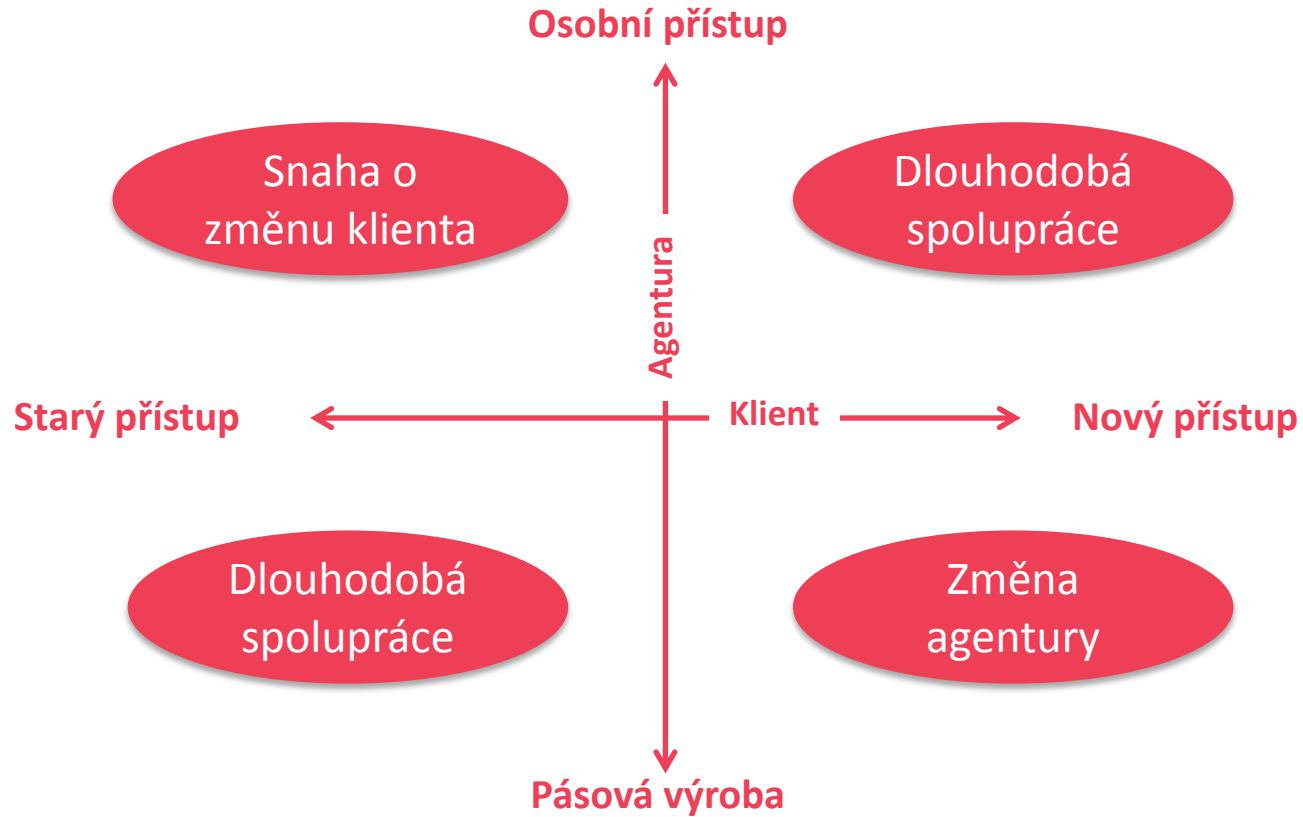 Osobní přístup
Snaha o
změnu klienta
Dlouhodobá
spolupráce
Agentura
Starý přístup
Klient
Nový přístup
Dlouhodobá
spolupráce
Změna
agentury
Pásová výroba